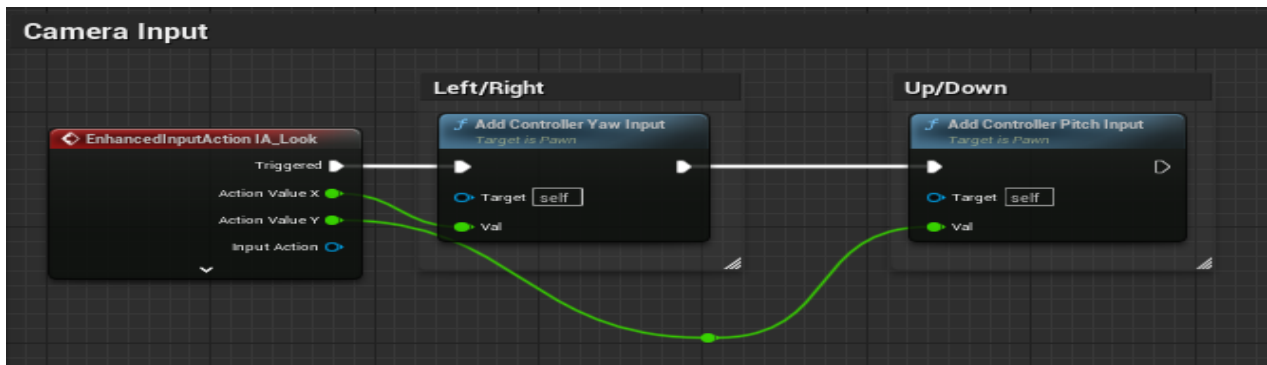 Camera Input
Left/Right
Up/Down
EnhancedInputAction IA_Look
Triggered
Action Value X
Action Value Y
Input Action
Add Controller Yaw Input
Target is Pawn
Target self
Val
Add Controller Pitch Input
Target is Pawn
Target self
Val